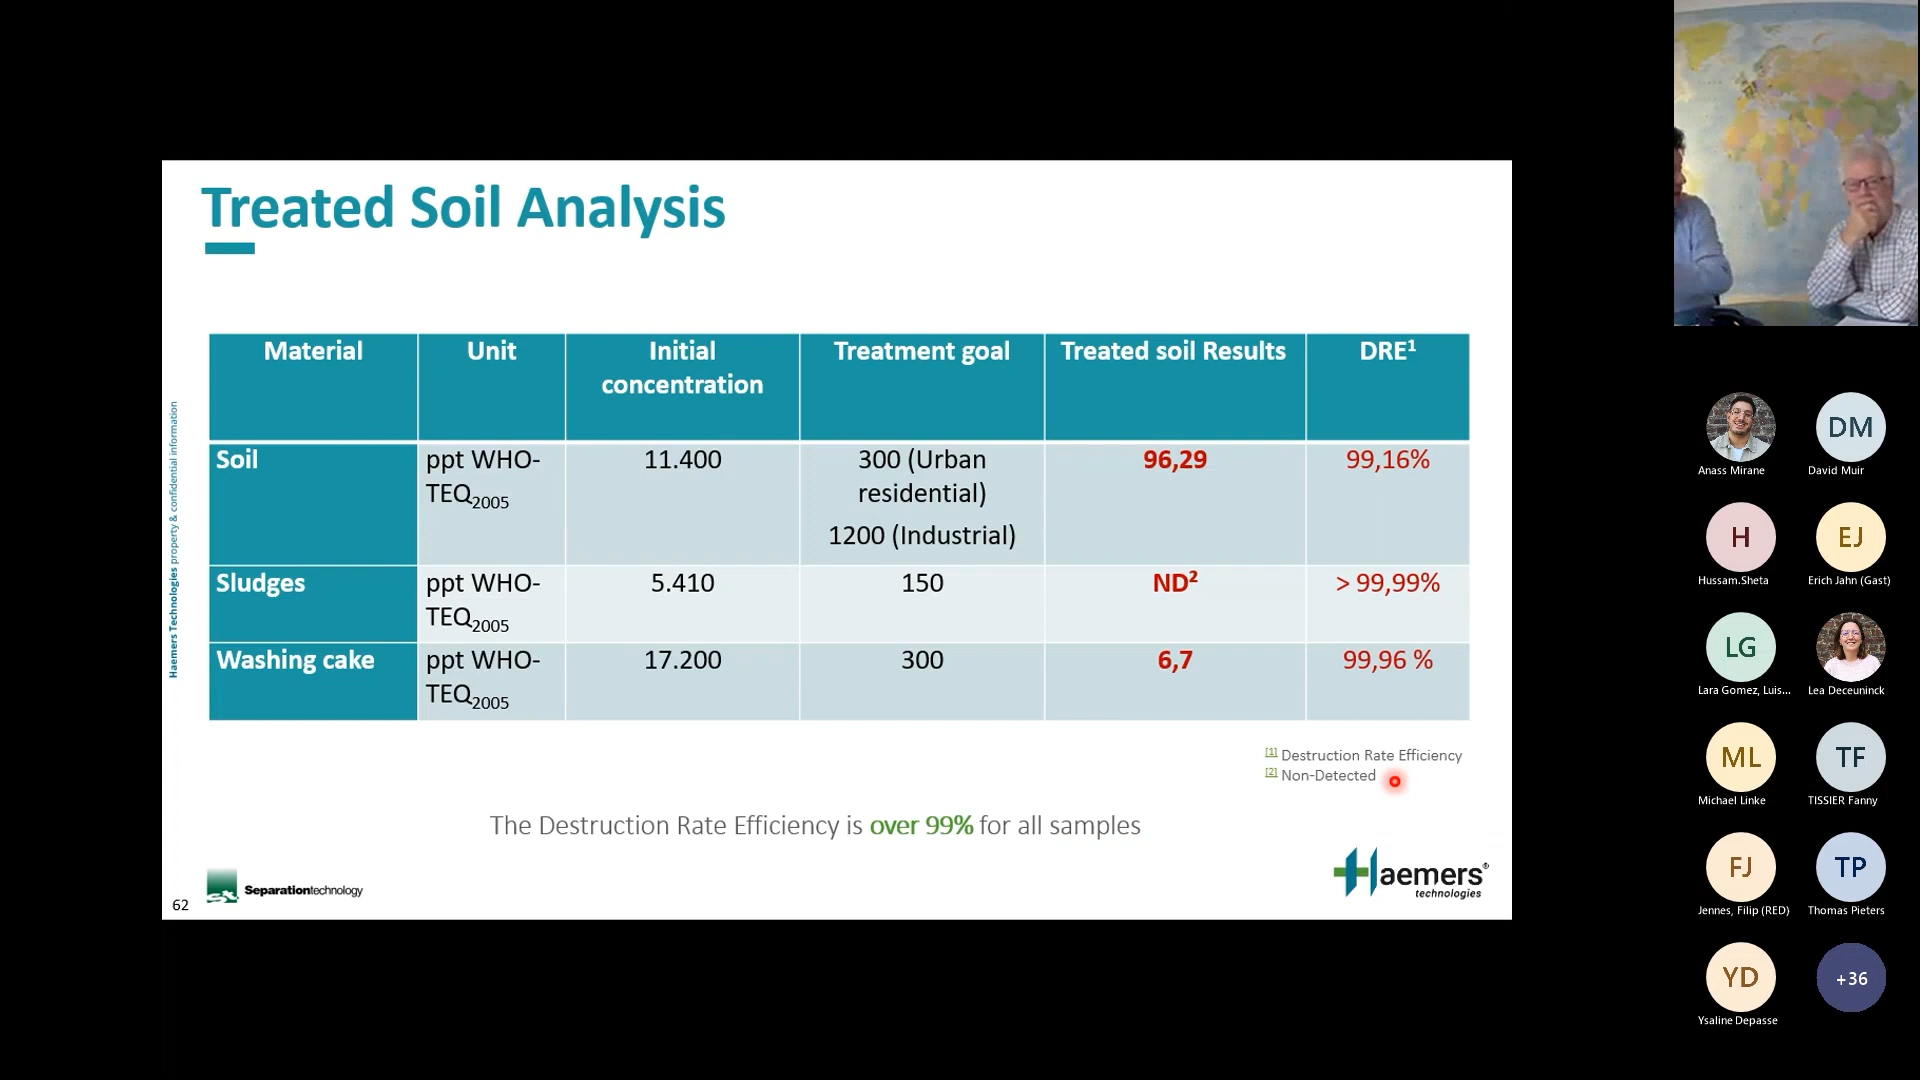 Treated Soil Analysis
Haemers Technologies property & confidential information
Material Unit Initial concentration Treatment goal Treated soil Results DRE¹
Soil ppt WHO-TEQ2005 11.400 300 (Urban residential) 1200 (Industrial) 96,29 99,16%
Sludges ppt WHO-TEQ2005 5.410 150 ND² > 99,99%
Washing cake ppt WHO-TEQ2005 17.200 300 6,7 99,96 %
[1] Destruction Rate Efficiency
[2] Non-Detected
The Destruction Rate Efficiency is over 99% for all samples
st Separationtechnology
Haemers® technologies
62
Anass Mirane
DM
David Muir
H
Hussam.Sheta
EJ
Erich Jahn (Gast)
LG
Lara Gomez, Luis...
Lea Deceuninck
ML
Michael Linke
TF
TISSIER Fanny
FJ
Jennes, Filip (RED)
TP
Thomas Pieters
YD
Ysaline Depasse
+36